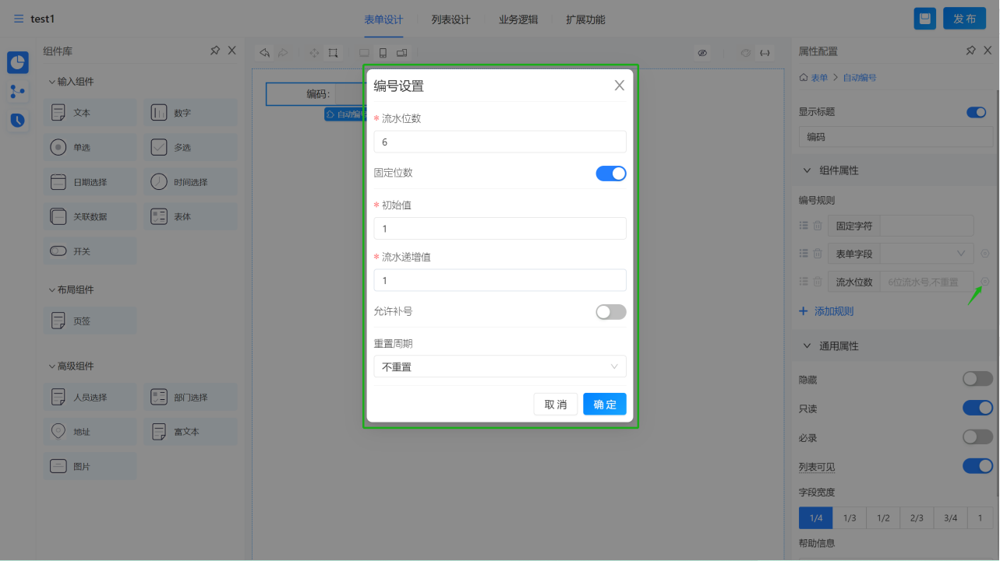 test1
表单设计
列表设计
业务逻辑
扩展功能
发布
组件库
输入组件
文本
数字
单选
多选
日期选择
时间选择
关联数据
表体
开关
布局组件
页签
高级组件
人员选择
部门选择
地址
富文本
图片
编码:
自动编号
编号设置
* 流水位数
6
固定位数
* 初始值
1
* 流水递增值
1
允许补号
重置周期
不重置
取消
确定
属性配置
表单 > 自动编号
显示标题
编码
组件属性
编号规则
固定字符
表单字段
流水位数 6位流水号,不重置
+ 添加规则
通用属性
隐藏
只读
必录
列表可见
字段宽度
1/4 1/3 1/2 2/3 3/4 1
帮助信息